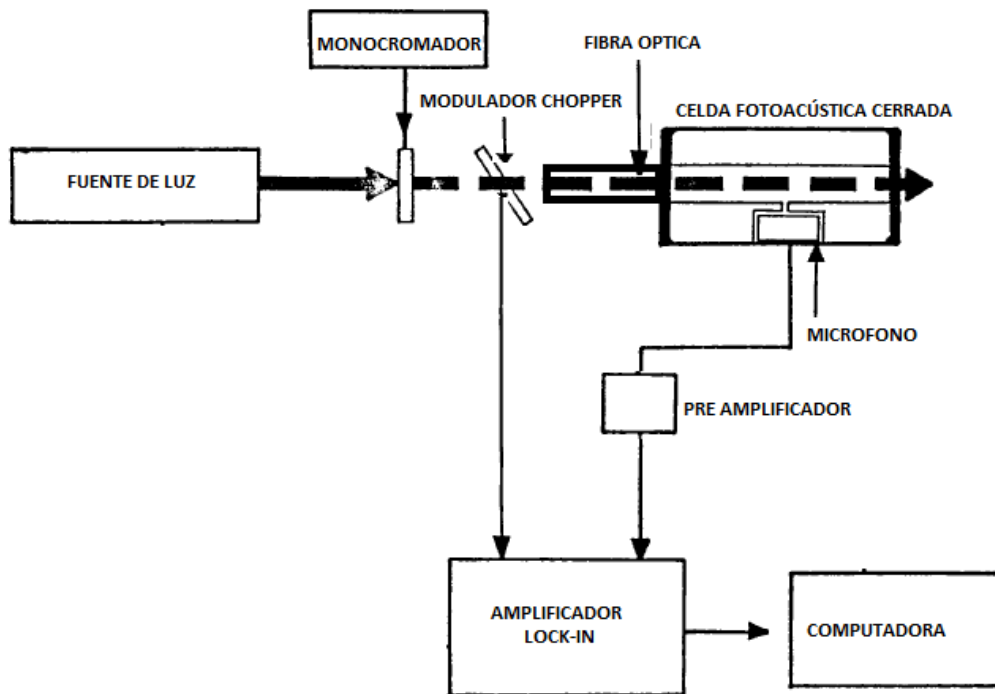 MONOCROMADOR
FIBRA OPTICA
MODULADOR CHOPPER
CELDA FOTOACÚSTICA CERRADA
FUENTE DE LUZ
MICROFONO
PRE AMPLIFICADOR
AMPLIFICADOR
LOCK-IN
COMPUTADORA